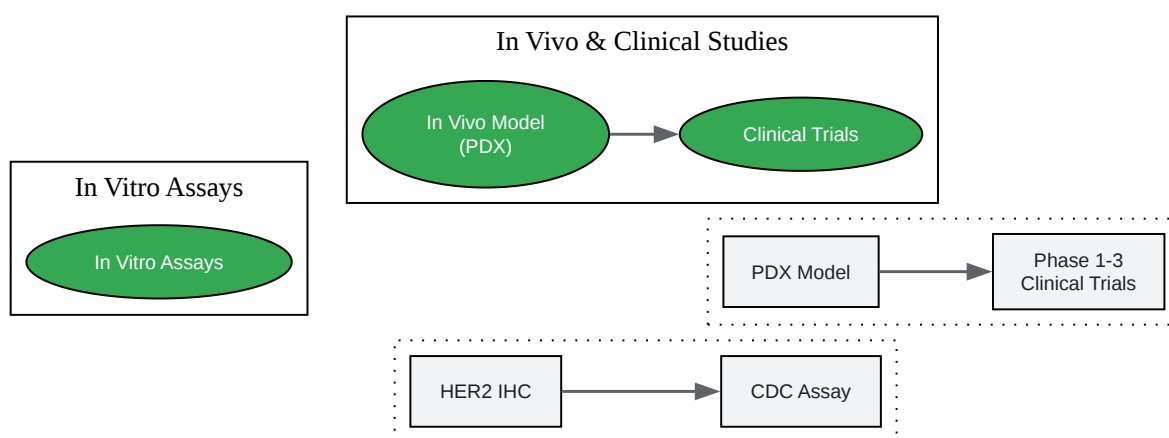 In Vivo & Clinical Studies
In Vivo Model
(PDX)
Clinical Trials
In Vitro Assays
In Vitro Assays
PDX Model
Phase 1-3
Clinical Trials
HER2 IHC
CDC Assay